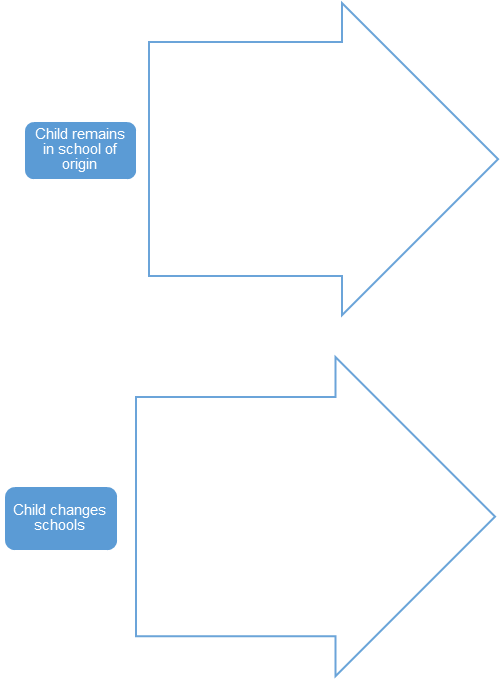 Child remains
in school of
origin
Child changes
schools